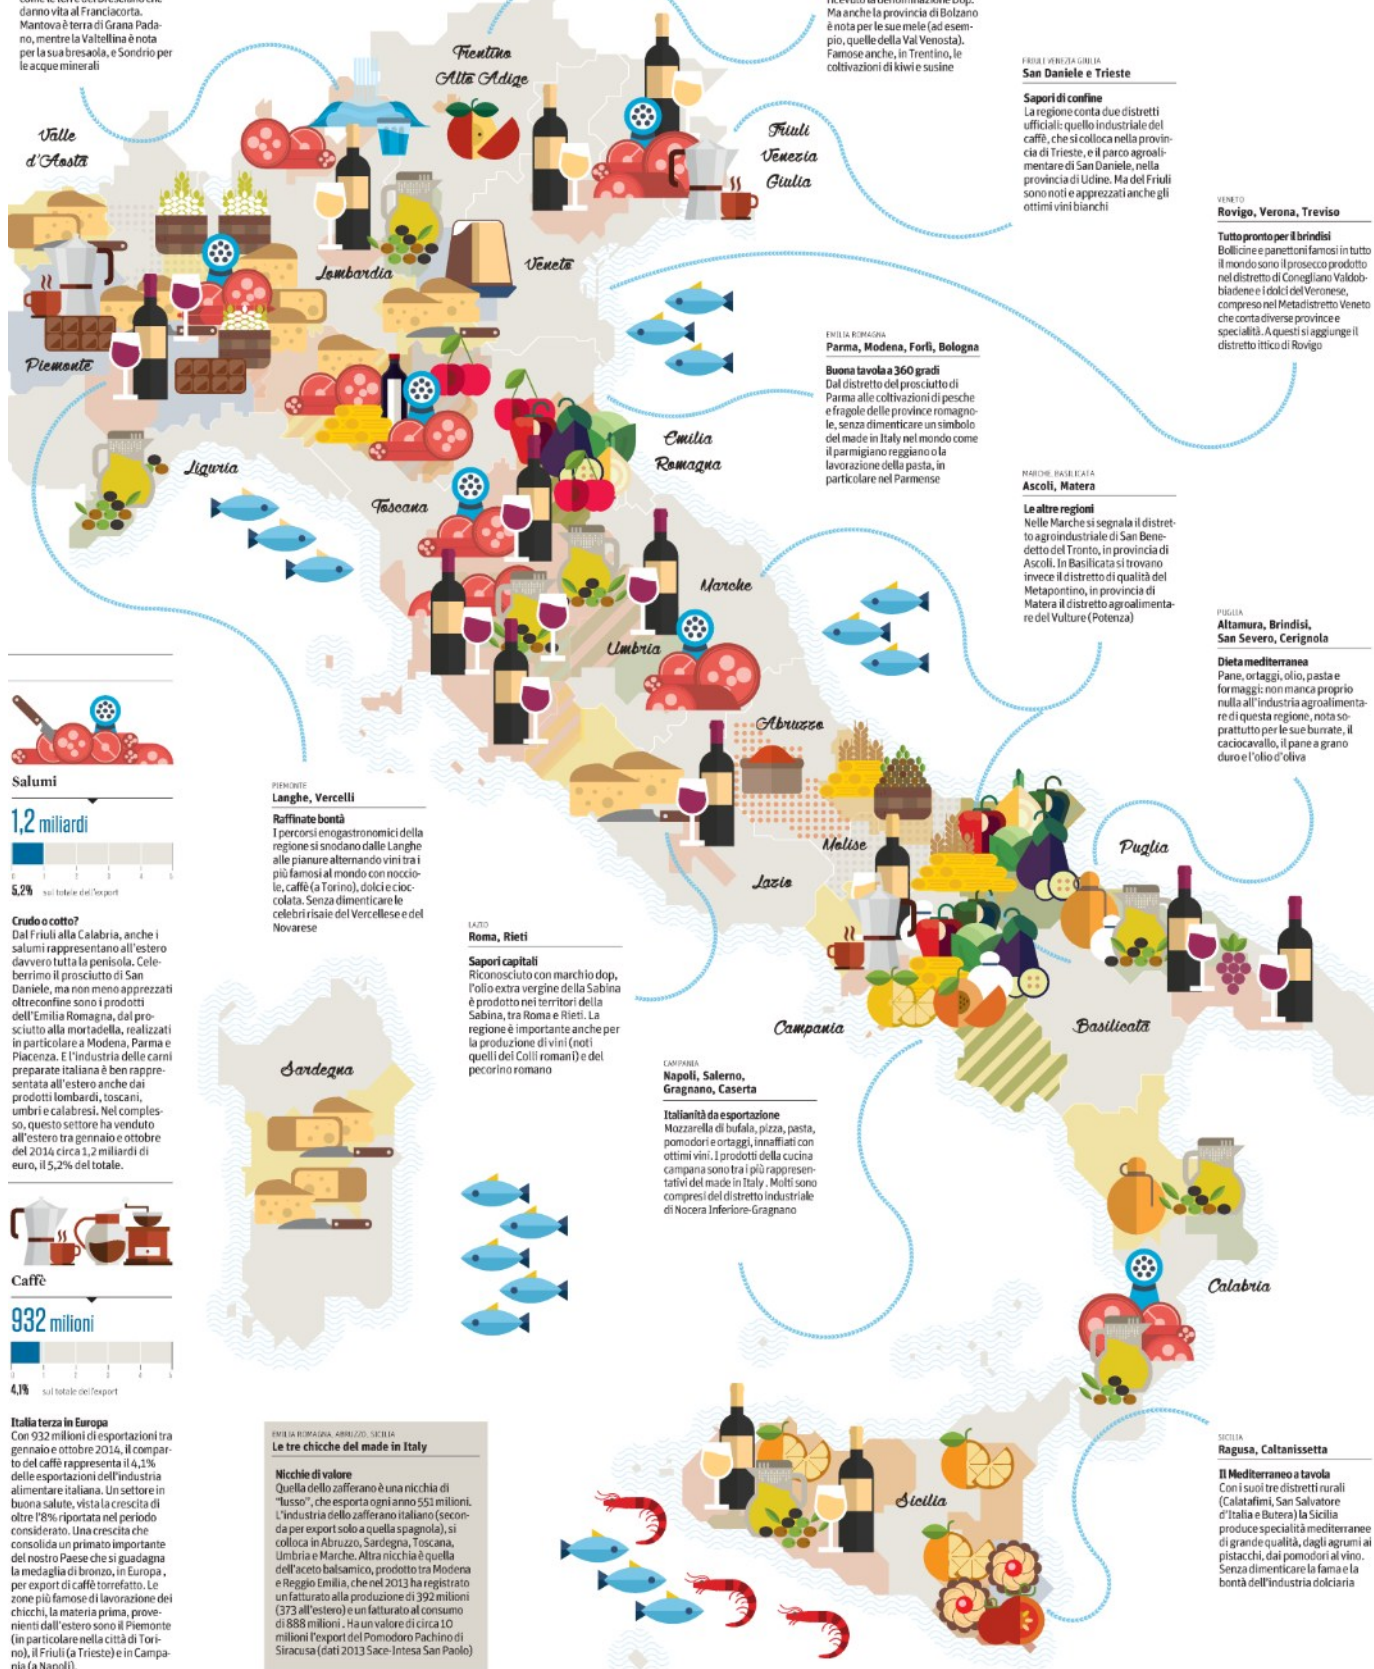 come le terre del Bresciano che
danno vita al Franciacorta.
Mantova è terra di Grana Pada-
no, mentre la Valtellina è nota
per la sua bresaola, e Sondrio per
le acque minerali
ricevuto la denominazione Dop.
Ma anche la provincia di Bolzano
è nota per le sue mele (ad esem-
pio, quelle della Val Venosta).
Famose anche, in Trentino, le
coltivazioni di kiwi e susine
FRIULI VENEZIA GIULIA
San Daniele e Trieste
Sapori di confine
La regione conta due distretti
ufficiali: quello industriale del
caffè, che si colloca nella provin-
cia di Trieste, e il parco agroali-
mentare di San Daniele, nella
provincia di Udine. Ma del Friuli
sono noti e apprezzati anche gli
ottimi vini bianchi
VENETO
Rovigo, Verona, Treviso
Tutto pronto per il brindisi
Bollicine e panettoni famosi in tutto
il mondo sono il prosecco prodotto
nel distretto di Conegliano Valdob-
biadene e i dolci del Veronese,
compreso nel Metadistretto Veneto
che conta diverse province e
specialità. A questi si aggiunge il
distretto ittico di Rovigo
EMILIA ROMAGNA
Parma, Modena, Forlì, Bologna
Buona tavola a 360 gradi
Dal distretto del prosciutto di
Parma alle coltivazioni di pesche
e fragole delle province romagno-
le, senza dimenticare un simbolo
del made in Italy nel mondo come
il parmigiano reggiano o la
lavorazione della pasta, in
particolare nel Parmense
MARCHE, BASILICATA
Ascoli, Matera
Le altre regioni
Nelle Marche si segnala il distret-
to agroindustriale di San Bene-
detto del Tronto, in provincia di
Ascoli. In Basilicata si trovano
invece il distretto di qualità del
Metapontino, in provincia di
Matera il distretto agroalimenta-
re del Vulture (Potenza)
PUGLIA
Altamura, Brindisi,
San Severo, Cerignola
Dieta mediterranea
Pane, ortaggi, olio, pasta e
formaggi: non manca proprio
nulla all'industria agroalimenta-
re di questa regione, nota so-
prattutto per le sue burrate, il
caciocavallo, il pane a grano
duro e l'olio d'oliva
Trentino
Alto Adige
Valle
d'Aosta
Friuli
Venezia
Giulia
Lombardia
Veneto
Piemonte
Liguria
Emilia
Romagna
Toscana
Marche
Umbria
Abruzzo
Molise
Lazio
Puglia
Campania
Basilicata
Sardegna
Calabria
Sicilia
Salumi
1,2 miliardi
0 1 2 3 4 5
5,2% sul totale dell'export
Crudo o cotto?
Dal Friuli alla Calabria, anche i
salumi rappresentano all'estero
davvero tutta la penisola. Cele-
berrimo il prosciutto di San
Daniele, ma non meno apprezzati
oltreconfine sono i prodotti
dell'Emilia Romagna, dal pro-
sciutto alla mortadella, realizzati
in particolare a Modena, Parma e
Piacenza. E l'industria delle carni
preparate italiana è ben rappre-
sentata all'estero anche dai
prodotti lombardi, toscani,
umbri e calabresi. Nel comples-
so, questo settore ha venduto
all'estero tra gennaio e ottobre
del 2014 circa 1,2 miliardi di
euro, il 5,2% del totale.
Caffè
932 milioni
0 1 2 3 4 5
4,1% sul totale dell'export
Italia terza in Europa
Con 932 milioni di esportazioni tra
gennaio e ottobre 2014, il compar-
to del caffè rappresenta il 4,1%
delle esportazioni dell'industria
alimentare italiana. Un settore in
buona salute, vista la crescita di
oltre l'8% riportata nel periodo
considerato. Una crescita che
consolida un primato importante
del nostro Paese che si guadagna
la medaglia di bronzo, in Europa,
per export di caffè torrefatto. Le
zone più famose di lavorazione dei
chicchi, la materia prima, prove-
nienti dall'estero sono il Piemonte
(in particolare nella città di Tori-
no), il Friuli (a Trieste) e in Campa-
nia (a Napoli).
PIEMONTE
Langhe, Vercelli
Raffinate bontà
I percorsi enogastronomici della
regione si snodano dalle Langhe
alle pianure alternando vini tra i
più famosi al mondo con noccio-
le, caffè (a Torino), dolci e cioc-
colata. Senza dimenticare le
celebri risaie del Vercellese e del
Novarese
LAZIO
Roma, Rieti
Sapori capitali
Riconosciuto con marchio dop,
l'olio extra vergine della Sabina
è prodotto nei territori della
Sabina, tra Roma e Rieti. La
regione è importante anche per
la produzione di vini (noti
quelli dei Colli romani) e del
pecorino romano
CAMPANIA
Napoli, Salerno,
Gragnano, Caserta
Italianità da esportazione
Mozzarella di bufala, pizza, pasta,
pomodori e ortaggi, innaffiati con
ottimi vini. I prodotti della cucina
campana sono tra i più rappresen-
tativi del made in Italy. Molti sono
compresi del distretto industriale
di Nocera Inferiore-Gragnano
EMILIA ROMAGNA, ABRUZZO, SICILIA
Le tre chicche del made in Italy
Nicchie di valore
Quella dello zafferano è una nicchia di
"lusso", che esporta ogni anno 551 milioni.
L'industria dello zafferano italiano (secon-
da per export solo a quella spagnola), si
colloca in Abruzzo, Sardegna, Toscana,
Umbria e Marche. Altra nicchia è quella
dell'aceto balsamico, prodotto tra Modena
e Reggio Emilia, che nel 2013 ha registrato
un fatturato alla produzione di 392 milioni
(373 all'estero) e un fatturato al consumo
di 888 milioni. Ha un valore di circa 10
milioni l'export del Pomodoro Pachino di
Siracusa (dati 2013 Sace-Intesa San Paolo)
SICILIA
Ragusa, Caltanissetta
Il Mediterraneo a tavola
Con i suoi tre distretti rurali
(Calatafimi, San Salvatore
d'Italia e Butera) la Sicilia
produce specialità mediterranee
di grande qualità, dagli agrumi ai
pistacchi, dai pomodori al vino.
Senza dimenticare la fama e la
bontà dell'industria dolciaria